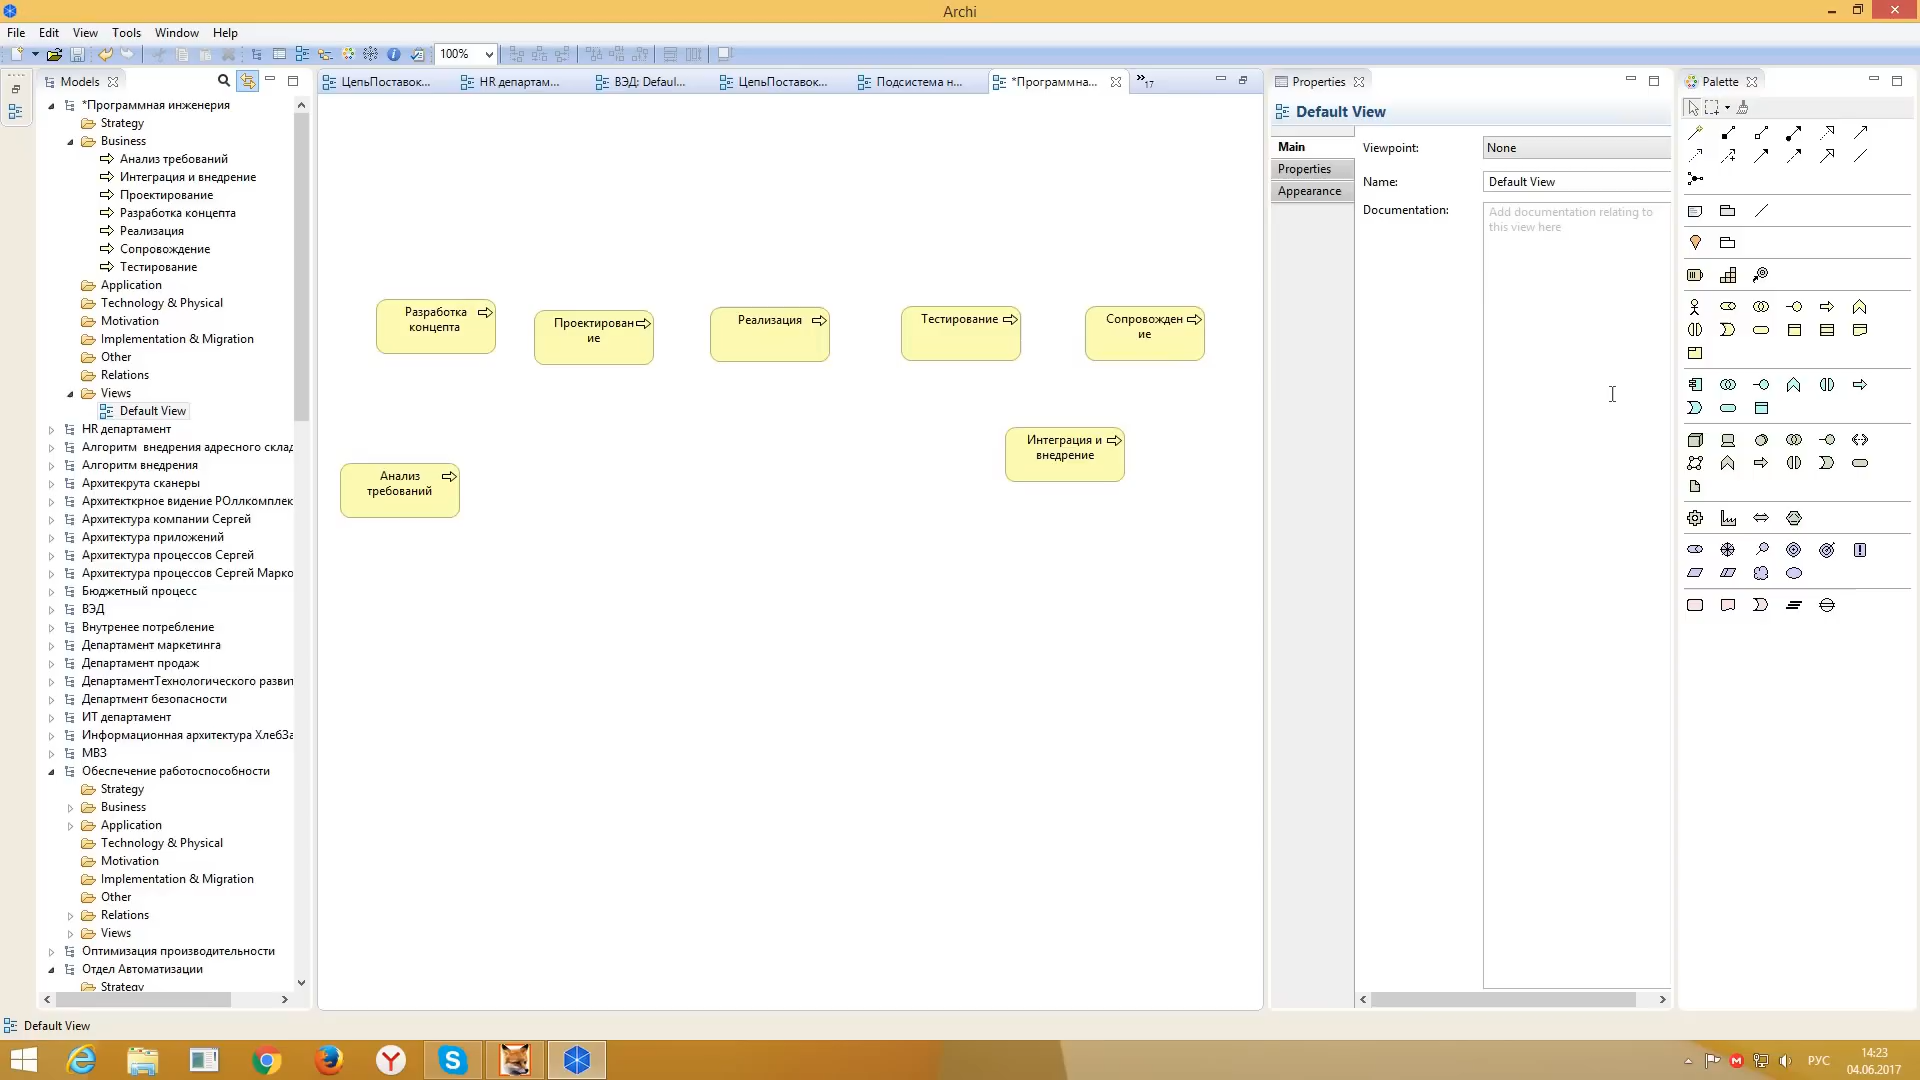 Archi
File Edit View Tools Window Help
100%
Models
*Программная инженерия
Strategy
Business
Анализ требований
Интеграция и внедрение
Проектирование
Разработка концепта
Реализация
Сопровождение
Тестирование
Application
Technology & Physical
Motivation
Implementation & Migration
Other
Relations
Views
Default View
HR департамент
Алгоритм внедрения адресного склад
Алгоритм внедрения
Архитекрута сканеры
Архитекткрное видение РОллкомплек
Архитектура компании Сергей
Архитектура приложений
Архитектура процессов Сергей
Архитектура процессов Сергей Марко
Бюджетный процесс
ВЭД
Внутренее потребление
Департамент маркетинга
Департамент продаж
ДепартаментТехнологического развит
Департмент безопасности
ИТ департамент
Информационная архитектура ХлебЗа
МВЗ
Обеспечение работоспособности
Strategy
Business
Application
Technology & Physical
Motivation
Implementation & Migration
Other
Relations
Views
Оптимизация производительности
Отдел Автоматизации
Strategy
ЦепьПоставок... HR департам... ВЭД: Defaul... ЦепьПоставок... Подсистема н... *Программна... 17
Разработка
концепта
Проектирован
ие
Реализация
Тестирование
Сопровожден
ие
Интеграция и
внедрение
Анализ
требований
Properties
Default View
Main
Properties
Appearance
Viewpoint: None
Name: Default View
Documentation: Add documentation relating to
this view here
Palette
Default View
РУС
14:23
04.06.2017